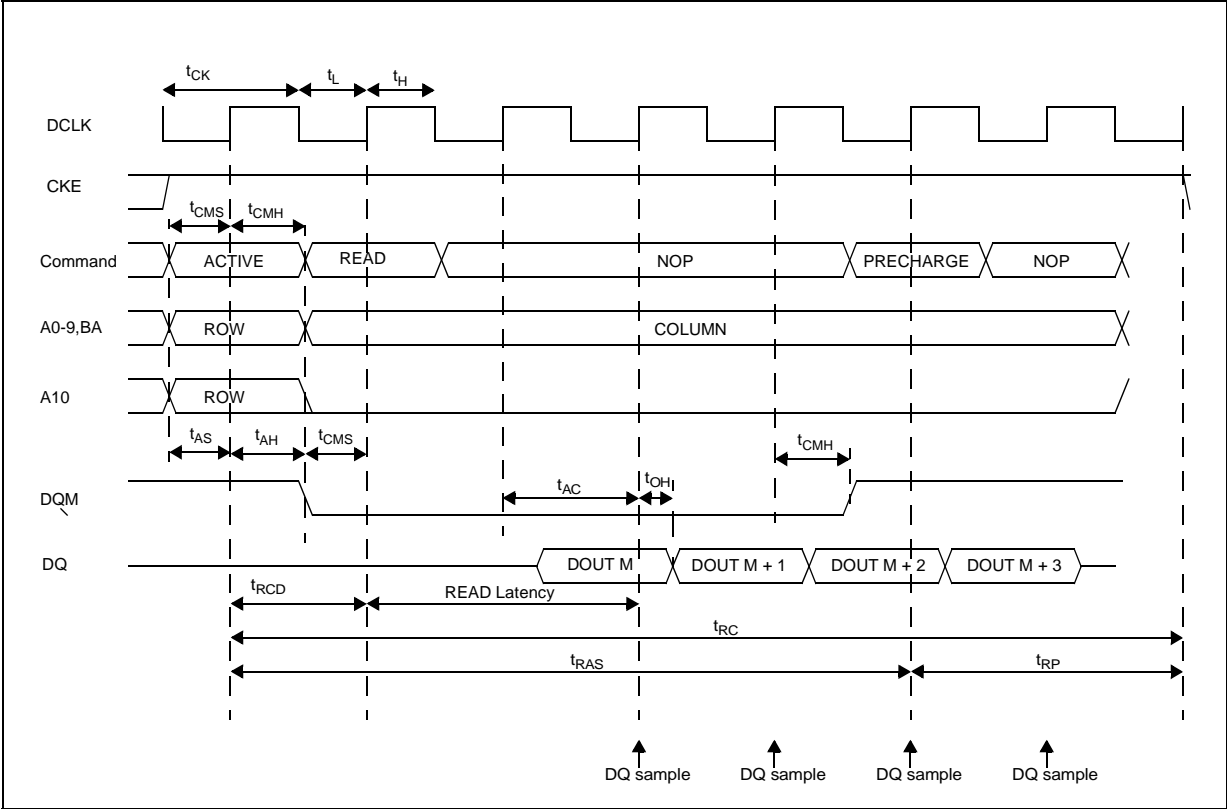 tCK tL tH
DCLK
CKE
tCMS tCMH
Command ACTIVE READ NOP PRECHARGE NOP
A0-9,BA ROW COLUMN
A10 ROW
tAS tAH tCMS tCMH
DQM tAC tOH
DQ DOUT M DOUT M + 1 DOUT M + 2 DOUT M + 3
tRCD READ Latency
tRC
tRAS tRP
DQ sample DQ sample DQ sample DQ sample